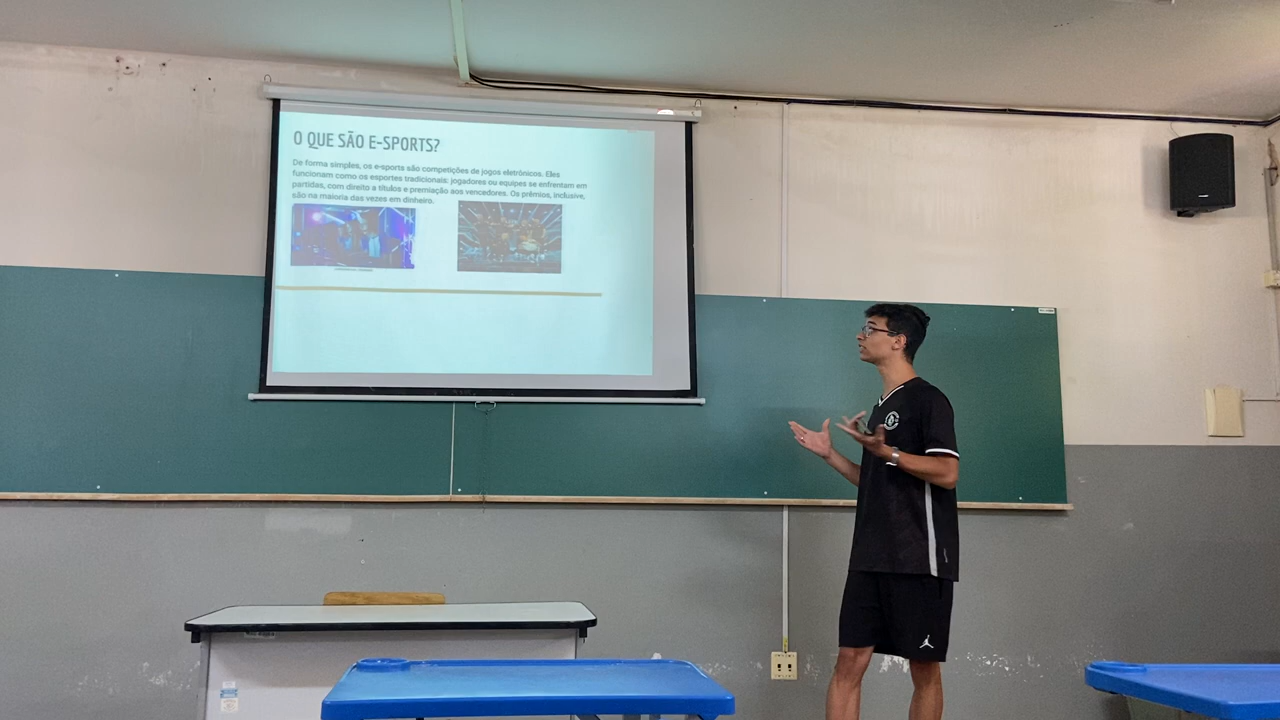 O QUE SÃO E-SPORTS?
De forma simples, os e-sports são competições de jogos eletrônicos. Eles
funcionam como os esportes tradicionais: jogadores ou equipes se enfrentam em
partidas, com direito a títulos e premiação aos vencedores. Os prêmios, inclusive,
são na maioria das vezes em dinheiro.